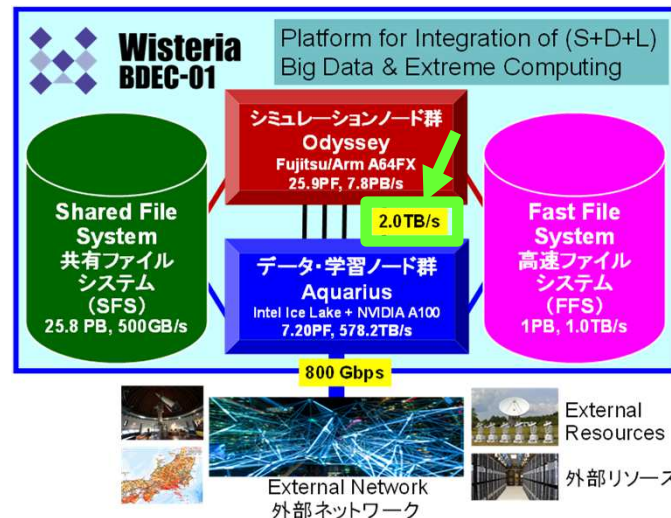 Wisteria
BDEC-01
Platform for Integration of (S+D+L)
Big Data & Extreme Computing
シミュレーションノード群
Odyssey
Fujitsu/Arm A64FX
25.9PF, 7.8PB/s
2.0TB/s
Shared File
System
共有ファイル
システム
(SFS)
25.8 PB, 500GB/s
データ・学習ノード群
Aquarius
Intel Ice Lake + NVIDIA A100
7.20PF, 578.2TB/s
Fast File
System
高速ファイル
システム
(FFS)
1PB, 1.0TB/s
800 Gbps
External
Resources
外部リソース
External Network
外部ネットワーク